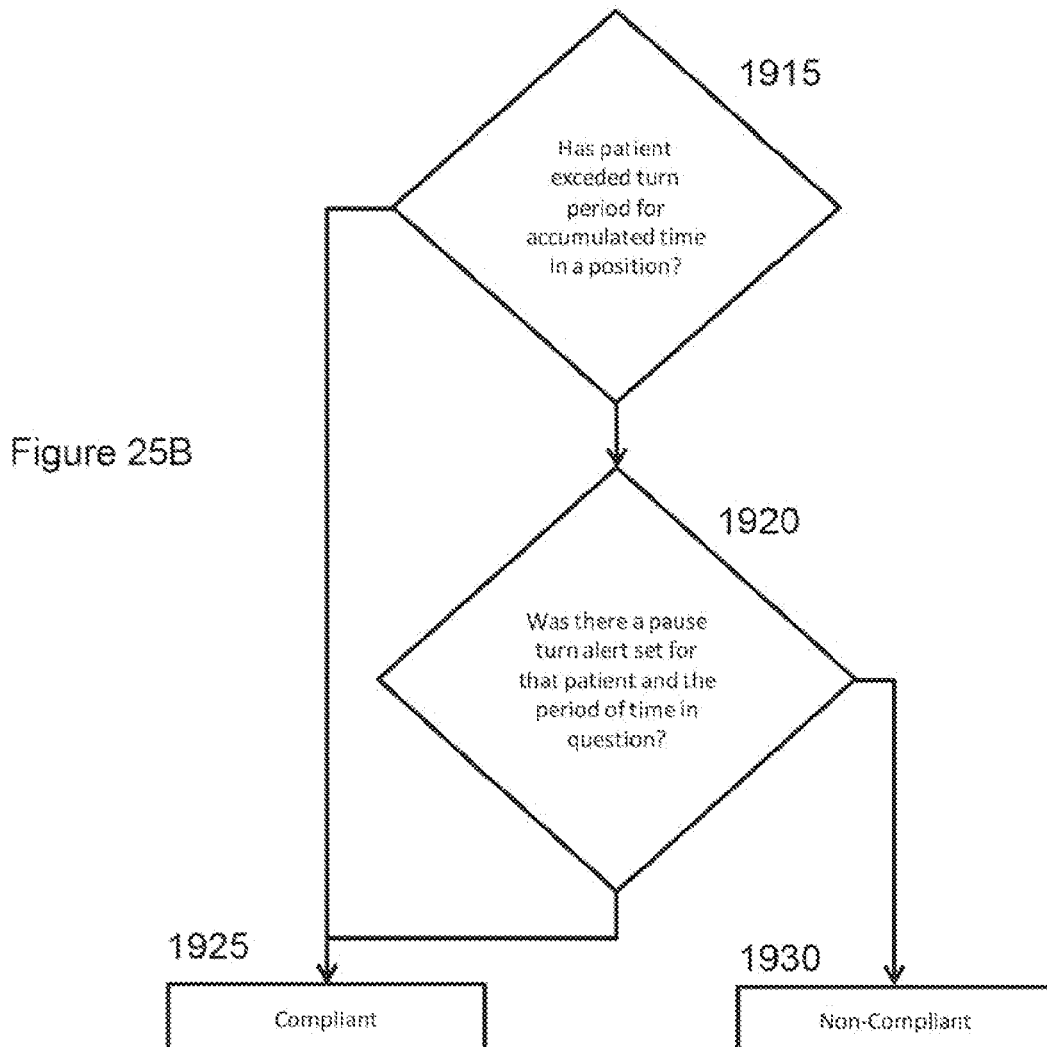 1915
Has patient
exceded turn
period for
accumulated time
in a position?
Figure 25B
1920
Was there a pause
turn alert set for
that patient and the
period of time in
question?
1925
1930
Compliant
Non-Compliant